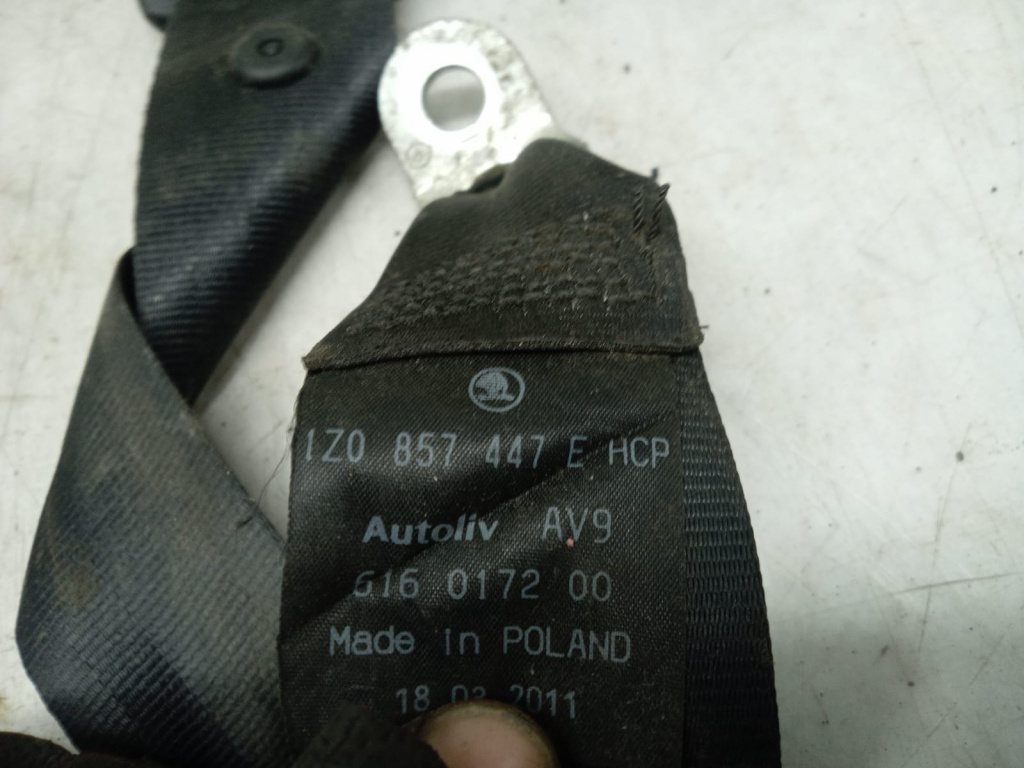 1Z0 857 447 E HCP
Autoliv AV9
616 0172 00
Made in POLAND
18 03 2011